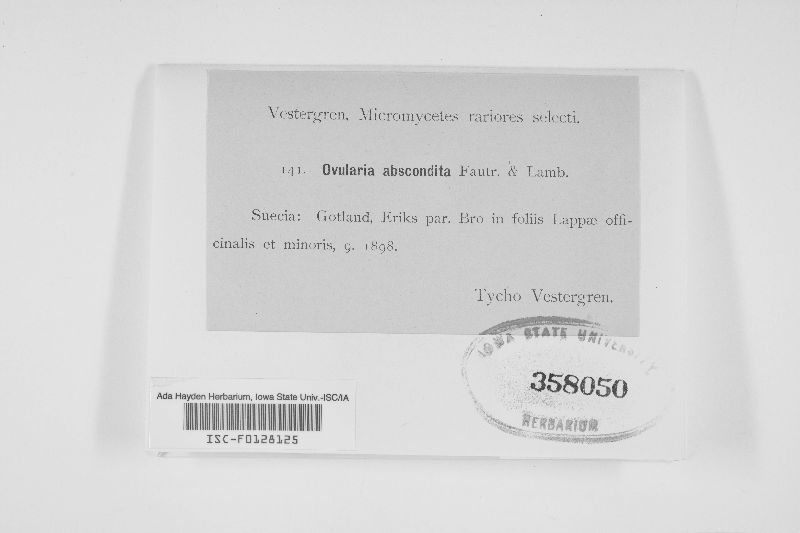 Vestergren, Micromycetes rariores selecti.
141. Ovularia abscondita Fautr. & Lamb.
Suecia: Gotland, Eriks par. Bro in foliis Lappæ offi-
cinalis et minoris, 9. 1898.
Tycho Vestergren.
IOWA STATE UNIVERSITY
358050
HERBARIUM
Ada Hayden Herbarium, Iowa State Univ.-ISC/IA
ISC-F0128125